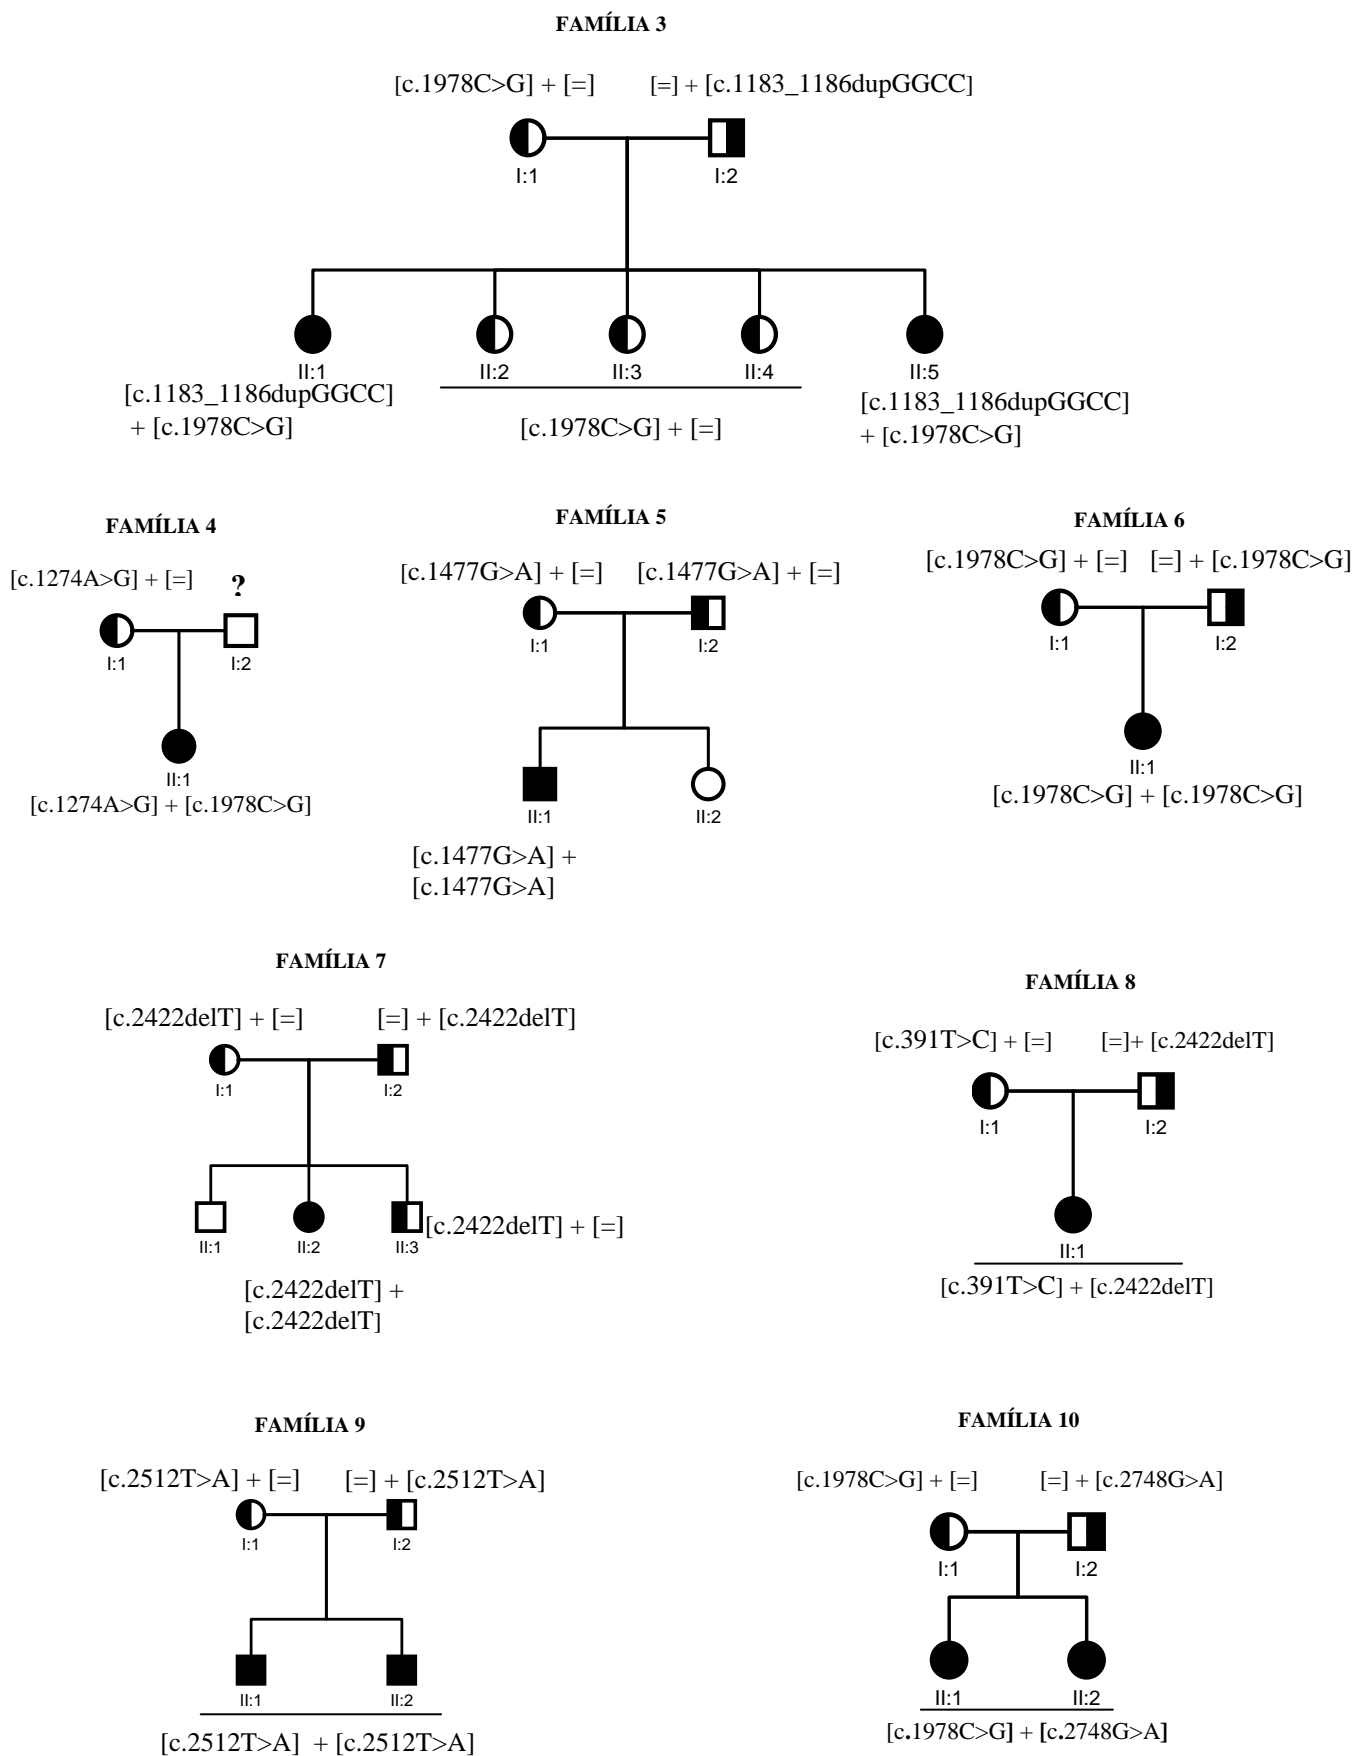 FAMÍLIA 3
[c.1978C>G] + [=] [=] + [c.1183_1186dupGGCC]
I:1 I:2
II:1 II:2 II:3 II:4 II:5
[c.1183_1186dupGGCC]
+ [c.1978C>G]
[c.1978C>G] + [=]
[c.1183_1186dupGGCC]
+ [c.1978C>G]
FAMÍLIA 4
[c.1274A>G] + [=] ?
I:1 I:2
II:1
[c.1274A>G] + [c.1978C>G]
FAMÍLIA 5
[c.1477G>A] + [=] [c.1477G>A] + [=]
I:1 I:2
II:1 II:2
[c.1477G>A] +
[c.1477G>A]
FAMÍLIA 6
[c.1978C>G] + [=] [=] + [c.1978C>G]
I:1 I:2
II:1
[c.1978C>G] + [c.1978C>G]
FAMÍLIA 7
[c.2422delT] + [=] [=] + [c.2422delT]
I:1 I:2
[c.2422delT] + [=]
II:1 II:2 II:3
[c.2422delT] +
[c.2422delT]
FAMÍLIA 8
[c.391T>C] + [=] [=]+ [c.2422delT]
I:1 I:2
II:1
[c.391T>C] + [c.2422delT]
FAMÍLIA 9
[c.2512T>A] + [=] [=] + [c.2512T>A]
I:1 I:2
II:1 II:2
[c.2512T>A] + [c.2512T>A]
FAMÍLIA 10
[c.1978C>G] + [=] [=] + [c.2748G>A]
I:1 I:2
II:1 II:2
[c.1978C>G] + [c.2748G>A]